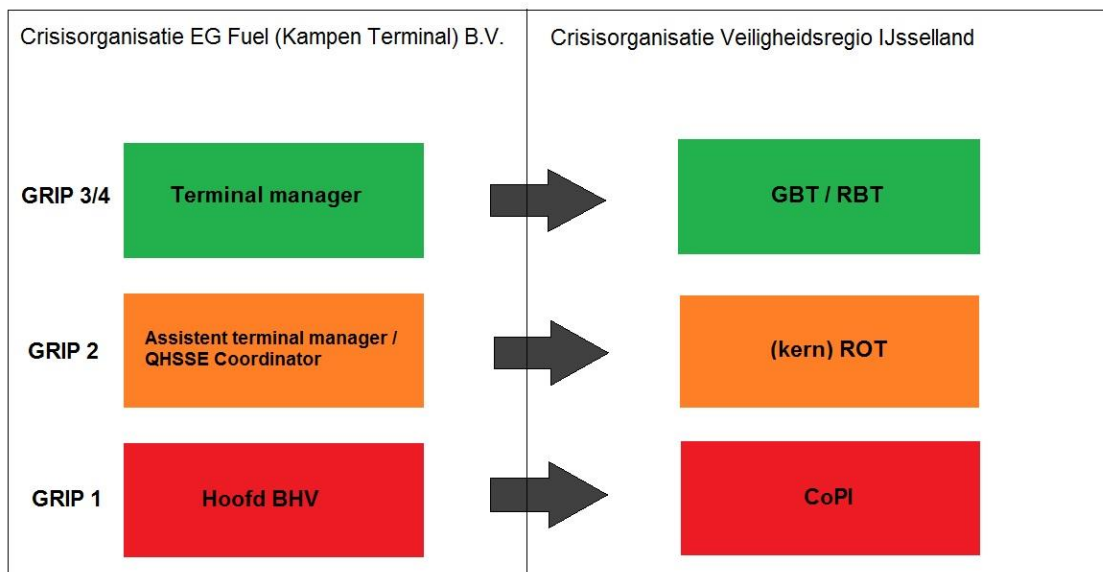 Crisisorganisatie EG Fuel (Kampen Terminal) B.V.
Crisisorganisatie Veiligheidsregio IJsselland
GRIP 3/4
Terminal manager
GBT / RBT
GRIP 2
Assistent terminal manager /
QHSSE Coordinator
(kern) ROT
GRIP 1
Hoofd BHV
CoPI